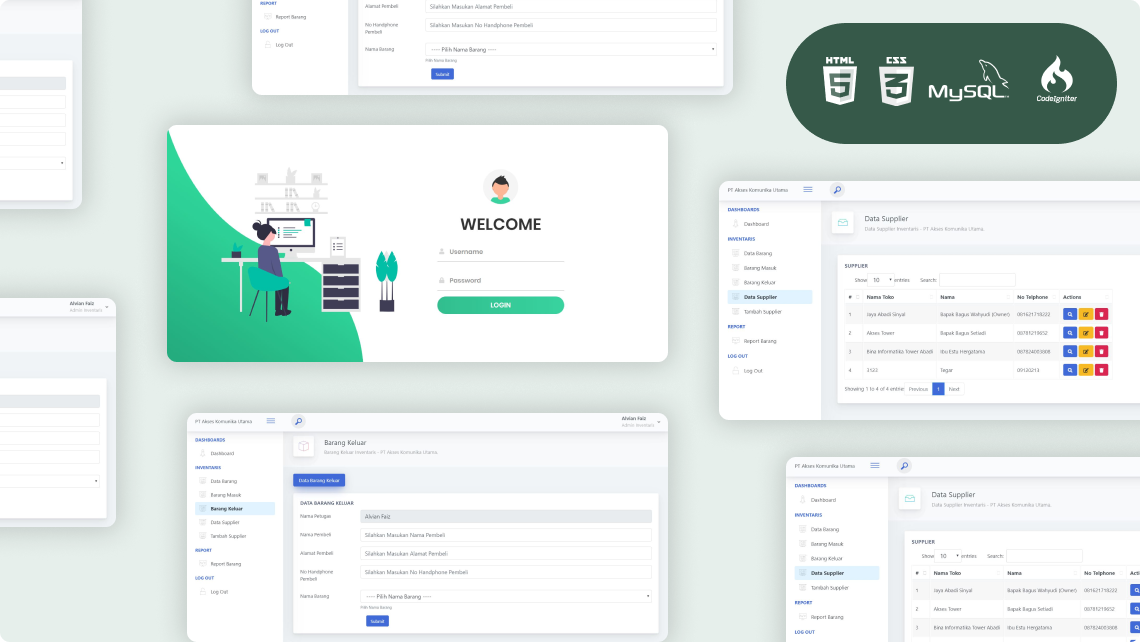 REPORT
Report Barang
LOG OUT
Log Out
Alamat Pembeli
Silahkan Masukan Alamat Pembeli
No Handphone
Pembeli
Silahkan Masukan No Handphone Pembeli
Nama Barang
---- Pilih Nama Barang ----
Pilih Nama Barang
Submit
HTML
5
CSS
3
MySQL
CodeIgniter
WELCOME
Username
Password
LOGIN
PT Akses Komunika Utama
DASHBOARDS
Dashboard
INVENTARIS
Data Barang
Barang Masuk
Barang Keluar
Data Supplier
Tambah Supplier
REPORT
Report Barang
LOG OUT
Log Out
Data Supplier
Data Supplier Inventaris - PT Akses Komunika Utama.
SUPPLIER
Show 10 entries Search:
# Nama Toko Nama No Telphone Actions
1 Jaya Abadi Sinyal Bapak Bagus Wahyudi (Owner) 081621718222
2 Akses Tower Bapak Bagus Setiadi 08781219652
3 Bina Informatika Tower Abadi Ibu Estu Hergatama 087824003808
4 3123 Tegar 09120213
Showing 1 to 4 of 4 entries Previous 1 Next
Alvian Faiz
Admin Inventaris
PT Akses Komunika Utama
Alvian Faiz
Admin Inventaris
DASHBOARDS
Dashboard
INVENTARIS
Data Barang
Barang Masuk
Barang Keluar
Data Supplier
Tambah Supplier
REPORT
Report Barang
LOG OUT
Log Out
Barang Keluar
Barang Keluar Inventaris - PT Akses Komunika Utama.
Data Barang Keluar
DATA BARANG KELUAR
Nama Petugas
Alvian Faiz
Nama Pembeli
Silahkan Masukan Nama Pembeli
Alamat Pembeli
Silahkan Masukan Alamat Pembeli
No Handphone
Pembeli
Silahkan Masukan No Handphone Pembeli
Nama Barang
---- Pilih Nama Barang ----
Pilih Nama Barang
Submit
PT Akses Komunika Utama
DASHBOARDS
Dashboard
INVENTARIS
Data Barang
Barang Masuk
Barang Keluar
Data Supplier
Tambah Supplier
REPORT
Report Barang
LOG OUT
Data Supplier
Data Supplier Inventaris - PT Akses Komunika Utama.
SUPPLIER
Show 10 entries Search:
# Nama Toko Nama No Telphone Acti
1 Jaya Abadi Sinyal Bapak Bagus Wahyudi (Owner) 081621718222
2 Akses Tower Bapak Bagus Setiadi 08781219652
3 Bina Informatika Tower Abadi Ibu Estu Hergatama 087824003808